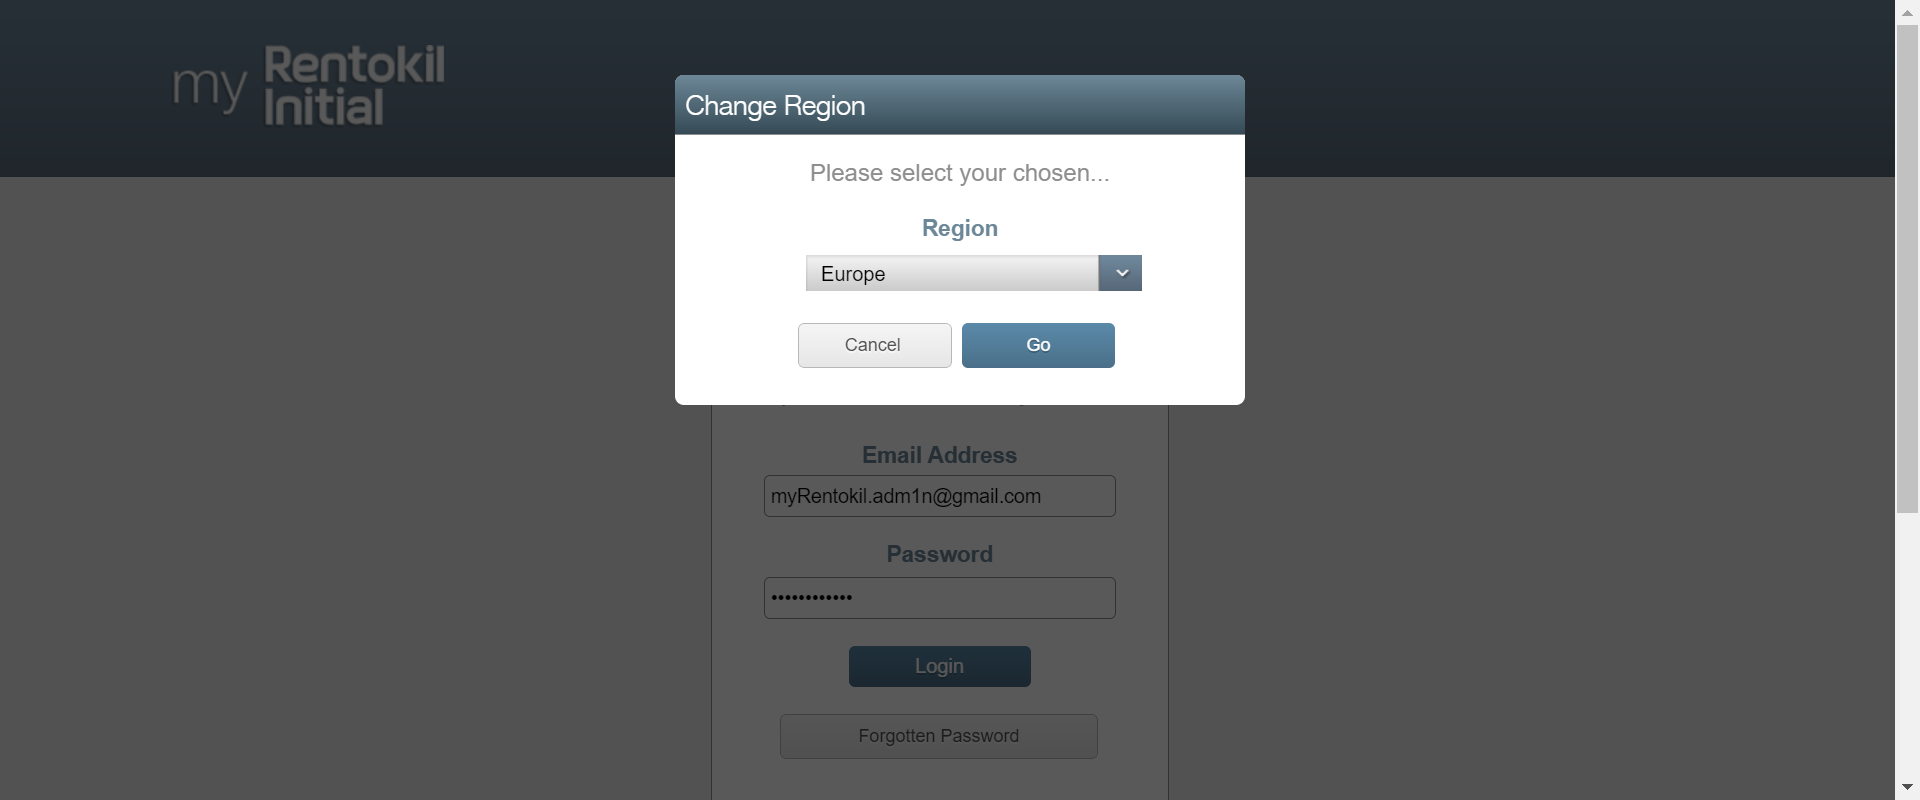 my Rentokil
Initial
Change Region
Please select your chosen...
Region
Europe
Cancel
Go
Email Address
myRentokil.adm1n@gmail.com
Password
••••••••••••
Login
Forgotten Password